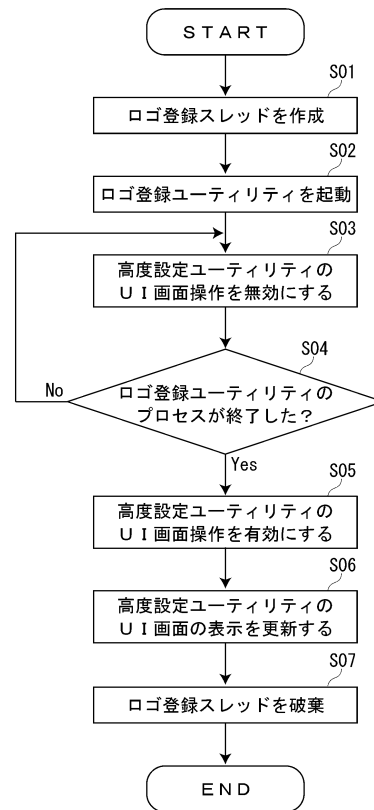 ＳＴＡＲＴ
S01
ロゴ登録スレッドを作成
S02
ロゴ登録ユーティリティを起動
S03
高度設定ユーティリティの
ＵＩ画面操作を無効にする
S04
No
ロゴ登録ユーティリティの
プロセスが終了した？
Yes
S05
高度設定ユーティリティの
ＵＩ画面操作を有効にする
S06
高度設定ユーティリティの
ＵＩ画面の表示を更新する
S07
ロゴ登録スレッドを破棄
ＥＮＤ